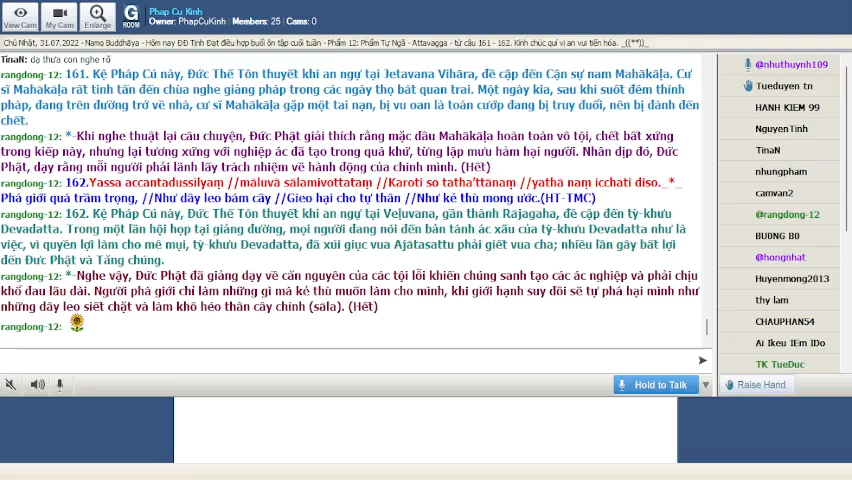 View Cam
My Cam
Enlarge
G
ROOM
Phap Cu Kinh
Owner: PhapCuKinh | Members: 25 | Cams: 0
Chủ Nhật, 31.07.2022 - Namo Buddhāya - Hôm nay ĐĐ Tịnh Đạt điều hợp buổi ôn tập cuối tuần - Phẩm 12: Phẩm Tự Ngã - Attavagga - từ câu 161 - 162. Kính chúc quí vị an vui tiến hóa. _((**)_
TinaN: dạ thưa con nghe rõ
rangdong-12: 161. Kệ Pháp Cú này, Đức Thế Tôn thuyết khi an ngự tại Jetavana Vihāra, đề cập đến Cận sự nam Mahākāḷa. Cư
sĩ Mahākāḷa rất tinh tấn đến chùa nghe giảng pháp trong các ngày thọ bát quan trai. Một ngày kia, sau khi suốt đêm thính
pháp, đang trên đường trở về nhà, cư sĩ Mahākāḷa gặp một tai nạn, bị vu oan là toán cướp đang bị truy đuổi, nên bị đánh đến
chết.
rangdong-12: *-Khi nghe thuật lại câu chuyện, Đức Phật giải thích rằng mặc dầu Mahākāḷa hoàn toàn vô tội, chết bất xứng
trong kiếp này, nhưng lại tương xứng với nghiệp ác đã tạo trong quá khứ, từng lập mưu hãm hại người. Nhân dịp đó, Đức
Phật, dạy rằng mỗi người phải lãnh lấy trách nhiệm về hành động của chính mình. (Hết)
rangdong-12: 162.Yassa accantadussilyaṃ //māluvā sālamivottataṃ //Karoti so tatha'ttānaṃ //yathā naṃ icchati diso._*_
Phá giới quá trầm trọng, //Như dây leo bám cây //Gieo hại cho tự thân //Như kẻ thù mong ước.(HT-TMC)
rangdong-12: 162. Kệ Pháp Cú này, Đức Thế Tôn thuyết khi an ngự tại Veḷuvana, gần thành Rājagaha, đề cập đến tỳ-khưu
Devadatta. Trong một lần hội họp tại giảng đường, mọi người đang nói đến bản tánh ác xấu của tỳ-khưu Devadatta như là
việc, vì quyền lợi làm cho mê mụi, tỳ-khưu Devadatta, đã xúi giục vua Ajātasattu phải giết vua cha; nhiều lần gây bất lợi
đến Đức Phật và Tăng chúng.
rangdong-12: *-Nghe vậy, Đức Phật đã giảng dạy về căn nguyên của các tội lỗi khiến chúng sanh tạo các ác nghiệp và phải chịu
khổ đau lâu dài. Người phá giới chỉ làm những gì mà kẻ thù muốn làm cho mình, khi giới hạnh suy đồi sẽ tự phá hại mình như
những dây leo siết chặt và làm khô héo thân cây chính (sāla). (Hết)
rangdong-12:
Hold to Talk
@nhuthuynh109
Tueduyen tn
HANH KIEM 99
NguyenTinh
TinaN
nhungpham
camvan2
@rangdong-12
BU0NG B0
@hongnhat
Huyenmong2013
thy lam
CHAUPHAN54
Ai Ikeu IEm IDo
TK TueDuc
Raise Hand